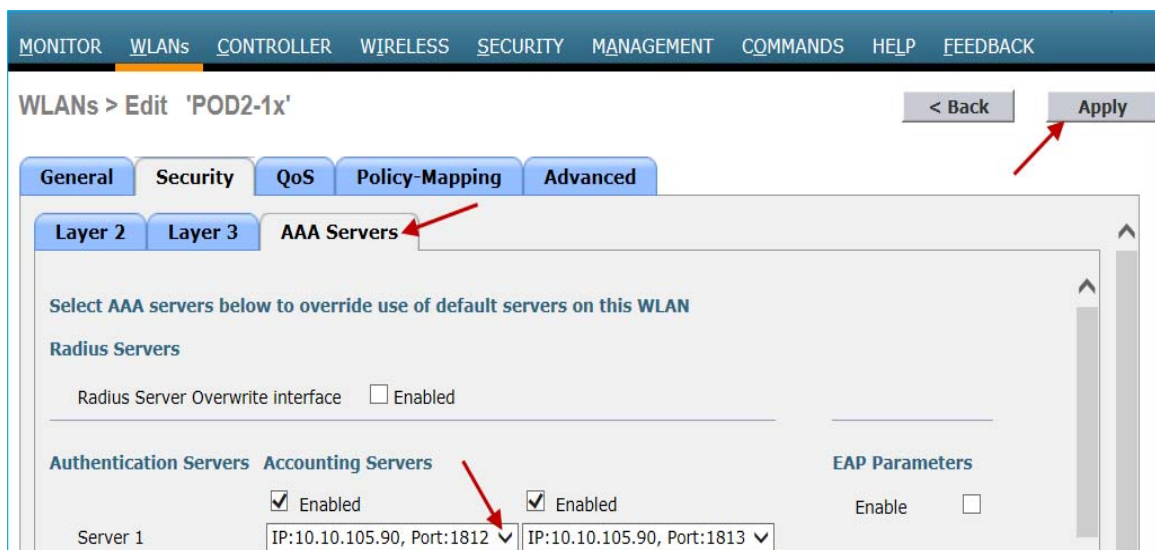 MONITOR WLANs CONTROLLER WIRELESS SECURITY MANAGEMENT COMMANDS HELP FEEDBACK
WLANs > Edit 'POD2-1x'
< Back Apply
General Security QoS Policy-Mapping Advanced
Layer 2 Layer 3 AAA Servers
Select AAA servers below to override use of default servers on this WLAN
Radius Servers
Radius Server Overwrite interface Enabled
Authentication Servers Accounting Servers EAP Parameters
Enabled Enabled Enable
Server 1 IP:10.10.105.90, Port:1812 IP:10.10.105.90, Port:1813